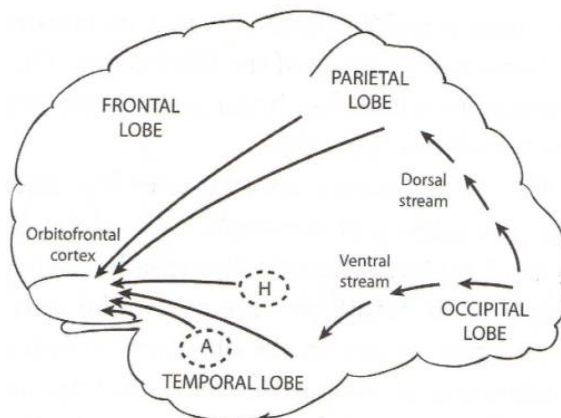 FRONTAL
LOBE
PARIETAL
LOBE
Dorsal
stream
Orbitofrontal
cortex
Ventral
stream
H
OCCIPITAL
LOBE
A
TEMPORAL LOBE